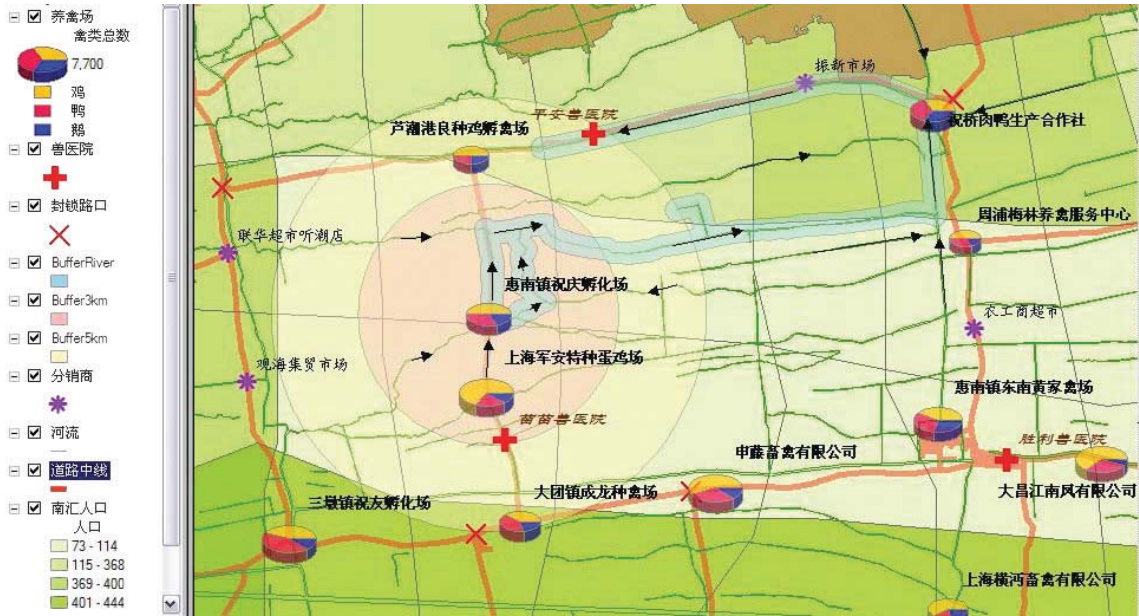 养禽场
禽类总数
7,700
鸡
鸭
鹅
兽医院
封锁路口
BufferRiver
Buffer3km
Buffer5km
分销商
河流
道路中线
南汇人口
人口
73 - 114
115 - 368
369 - 400
401 - 444
振新市场
平安兽医院
芦潮港良种鸡孵禽场
祝桥肉鸭生产合作社
周浦梅林养禽服务中心
联华超市听潮店
惠南镇祝庆孵化场
农工商超市
观海集贸市场
上海军安特种蛋鸡场
惠南镇东南黄家禽场
苗苗兽医院
申藤畜禽有限公司
胜利兽医院
三墩镇祝友孵化场
大团镇成龙种禽场
大昌江南凤有限公司
上海横沔畜禽有限公司